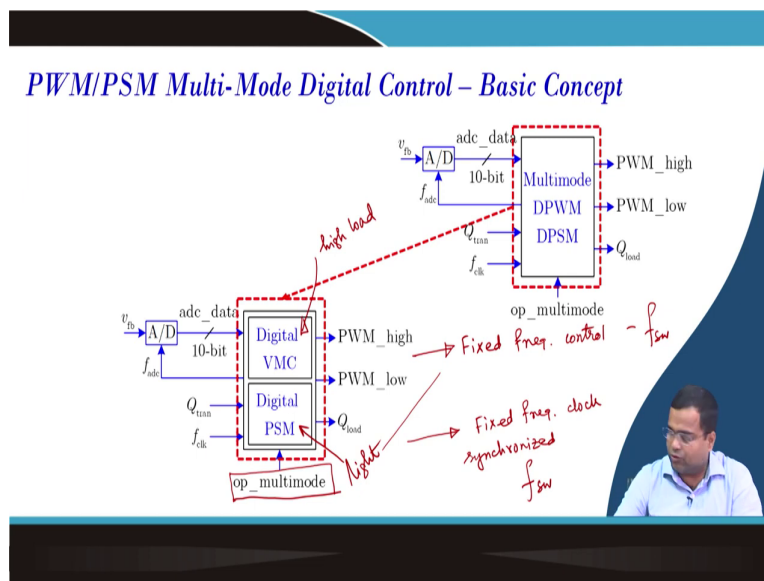 PWM/PSM Multi-Mode Digital Control – Basic Concept
v_fb
A/D
adc_data
10-bit
f_adc
Q_tran
f_clk
Multimode
DPWM
DPSM
PWM_high
PWM_low
Q_load
op_multimode
high load
v_fb
A/D
adc_data
10-bit
f_adc
Q_tran
f_clk
Digital
VMC
Digital
PSM
PWM_high
PWM_low
Q_load
op_multimode
light
Fixed freq. control - f_sw
Fixed freq. clock
synchronized
f_sw